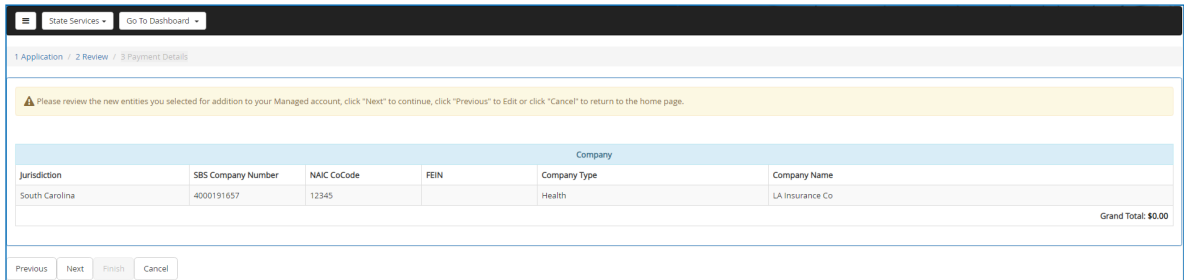 State Services Go To Dashboard
1 Application / 2 Review / 3 Payment Details
Please review the new entities you selected for addition to your Managed account, click "Next" to continue, click "Previous" to Edit or click "Cancel" to return to the home page.
Company
Jurisdiction SBS Company Number NAIC CoCode FEIN Company Type Company Name
South Carolina 4000191657 12345 Health LA Insurance Co
Grand Total: $0.00
Previous Next Finish Cancel